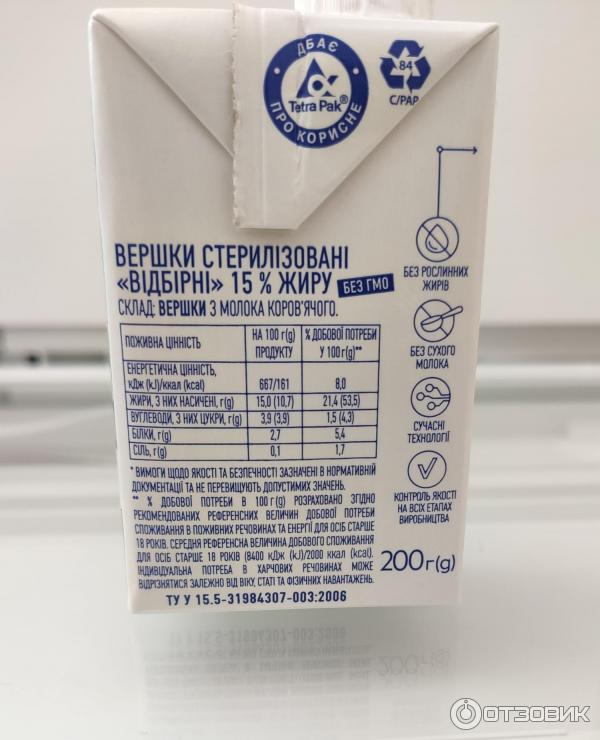 ДБАЄ
Tetra Pak®
ПРО КОРИСНЕ
84
C/PAP
ВЕРШКИ СТЕРИЛІЗОВАНІ
«ВІДБІРНІ» 15 % ЖИРУ БЕЗ ГМО
СКЛАД: ВЕРШКИ З МОЛОКА КОРОВ'ЯЧОГО.
ПОЖИВНА ЦІННІСТЬ НА 100 г(g) ПРОДУКТУ % ДОБОВОЇ ПОТРЕБИ У 100 г(g)**
ЕНЕРГЕТИЧНА ЦІННІСТЬ,
кДж (kJ)/ккал (kcal) 667/161 8,0
ЖИРИ, З НИХ НАСИЧЕНІ, г(g) 15,0 (10,7) 21,4 (53,5)
ВУГЛЕВОДИ, З НИХ ЦУКРИ, г(g) 3,9 (3,9) 1,5 (4,3)
БІЛКИ, г(g) 2,7 5,4
СІЛЬ, г(g) 0,1 1,7
* ВИМОГИ ЩОДО ЯКОСТІ ТА БЕЗПЕЧНОСТІ ЗАЗНАЧЕНІ В НОРМАТИВНІЙ
ДОКУМЕНТАЦІЇ ТА НЕ ПЕРЕВИЩУЮТЬ ДОПУСТИМИХ ЗНАЧЕНЬ.
** % ДОБОВОЇ ПОТРЕБИ В 100 г(g) РОЗРАХОВАНО ЗГІДНО
РЕКОМЕНДОВАНИХ РЕФЕРЕНСНИХ ВЕЛИЧИН ДОБОВОЇ ПОТРЕБИ
СПОЖИВАННЯ В ПОЖИВНИХ РЕЧОВИНАХ ТА ЕНЕРГІЇ ДЛЯ ОСІБ СТАРШЕ
18 РОКІВ. СЕРЕДНЯ РЕФЕРЕНСНА ВЕЛИЧИНА ДОБОВОГО СПОЖИВАННЯ
ДЛЯ ОСІБ СТАРШЕ 18 РОКІВ (8400 кДж (kJ)/2000 ккал (kcal).
ІНДИВІДУАЛЬНА ПОТРЕБА В ХАРЧОВИХ РЕЧОВИНАХ МОЖЕ
ВІДРІЗНЯТИСЯ ЗАЛЕЖНО ВІД ВІКУ, СТАТІ ТА ФІЗИЧНИХ НАВАНТАЖЕНЬ.
ТУ У 15.5-31984307-003:2006
БЕЗ РОСЛИННИХ
ЖИРІВ
БЕЗ СУХОГО
МОЛОКА
СУЧАСНІ
ТЕХНОЛОГІЇ
КОНТРОЛЬ ЯКОСТІ
НА ВСІХ ЕТАПАХ
ВИРОБНИЦТВА
200 г(g)
ОТЗОВИК